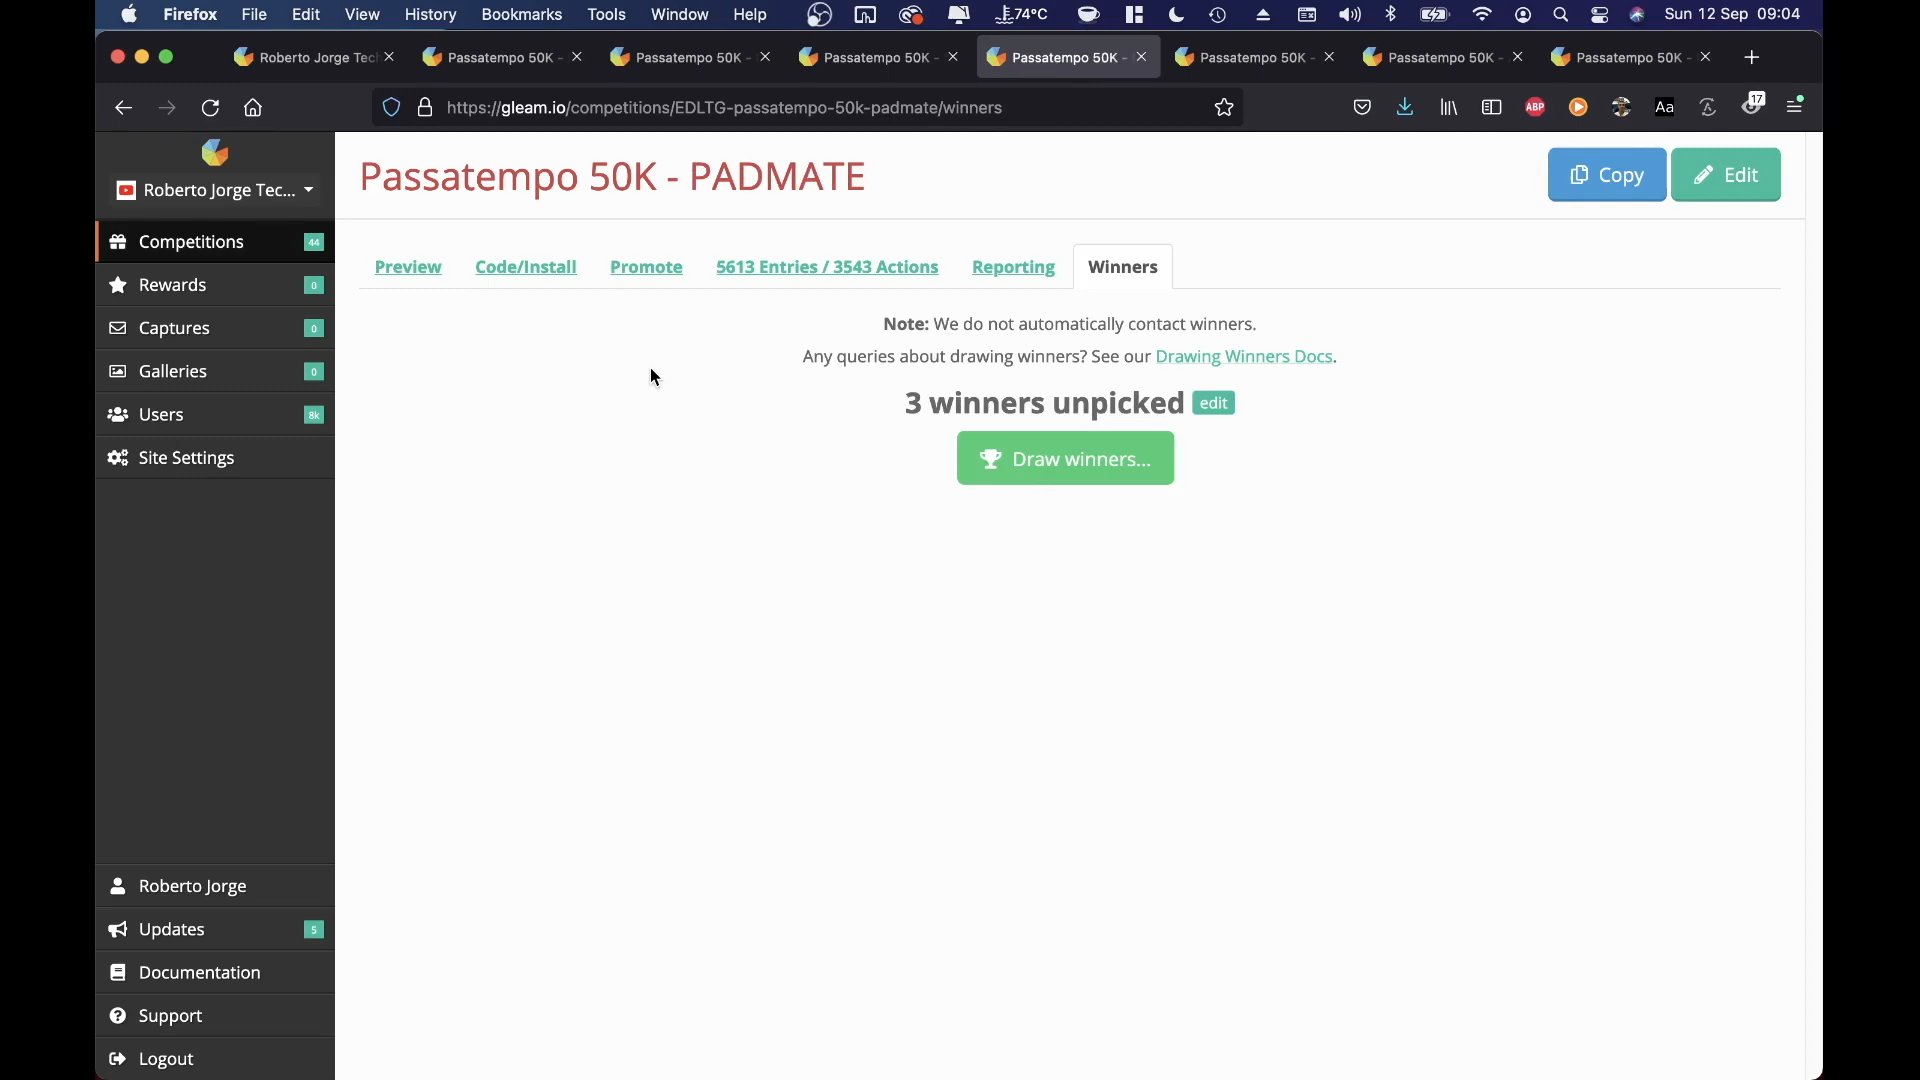 Firefox File Edit View History Bookmarks Tools Window Help 74°C Sun 12 Sep 09:04
Roberto Jorge Tec Passatempo 50K - Passatempo 50K - Passatempo 50K - Passatempo 50K - Passatempo 50K - Passatempo 50K - Passatempo 50K -
https://gleam.io/competitions/EDLTG-passatempo-50k-padmate/winners ABP Aa 17
Roberto Jorge Tec...
Competitions 44
Rewards 0
Captures 0
Galleries 0
Users 8k
Site Settings
Roberto Jorge
Updates 5
Documentation
Support
Logout
Passatempo 50K - PADMATE
Copy Edit
Preview Code/Install Promote 5613 Entries / 3543 Actions Reporting Winners
Note: We do not automatically contact winners.
Any queries about drawing winners? See our Drawing Winners Docs.
3 winners unpicked edit
Draw winners...